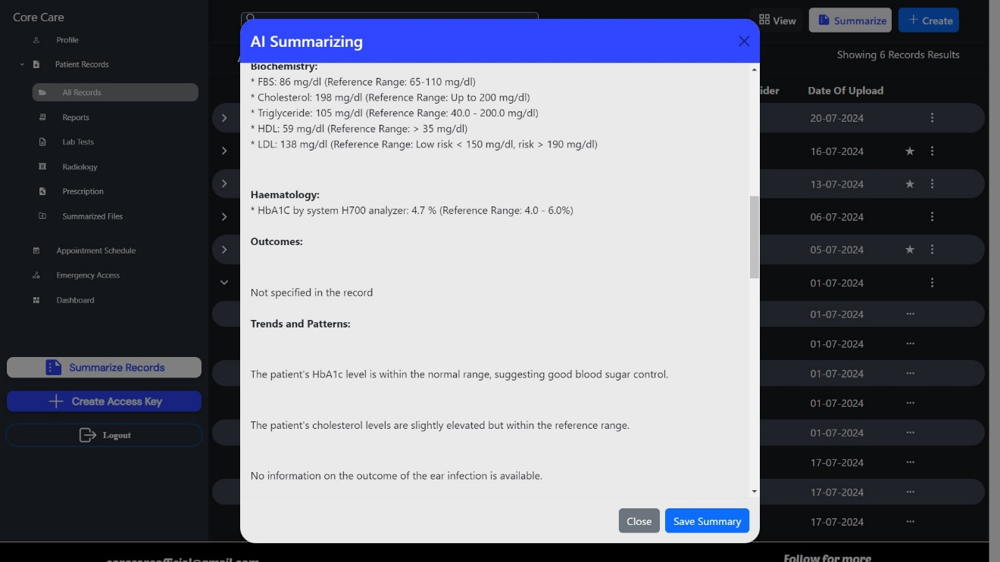 Core Care
Profile
Patient Records
All Records
Reports
Lab Tests
Radiology
Prescription
Summarized Files
Appointment Schedule
Emergency Access
Dashboard
Summarize Records
Create Access Key
Logout
View
Summarize
Create
Showing 6 Records Results
Date Of Upload
20-07-2024
16-07-2024
13-07-2024
06-07-2024
05-07-2024
01-07-2024
01-07-2024
01-07-2024
01-07-2024
01-07-2024
01-07-2024
17-07-2024
17-07-2024
17-07-2024
AI Summarizing
Biochemistry:
* FBS: 86 mg/dl (Reference Range: 65-110 mg/dl)
* Cholesterol: 198 mg/dl (Reference Range: Up to 200 mg/dl)
* Triglyceride: 105 mg/dl (Reference Range: 40.0 - 200.0 mg/dl)
* HDL: 59 mg/dl (Reference Range: > 35 mg/dl)
* LDL: 138 mg/dl (Reference Range: Low risk < 150 mg/dl, risk > 190 mg/dl)
Haematology:
* HbA1C by system H700 analyzer: 4.7 % (Reference Range: 4.0 - 6.0%)
Outcomes:
Not specified in the record
Trends and Patterns:
The patient's HbA1c level is within the normal range, suggesting good blood sugar control.
The patient's cholesterol levels are slightly elevated but within the reference range.
No information on the outcome of the ear infection is available.
Close
Save Summary
Follow for more